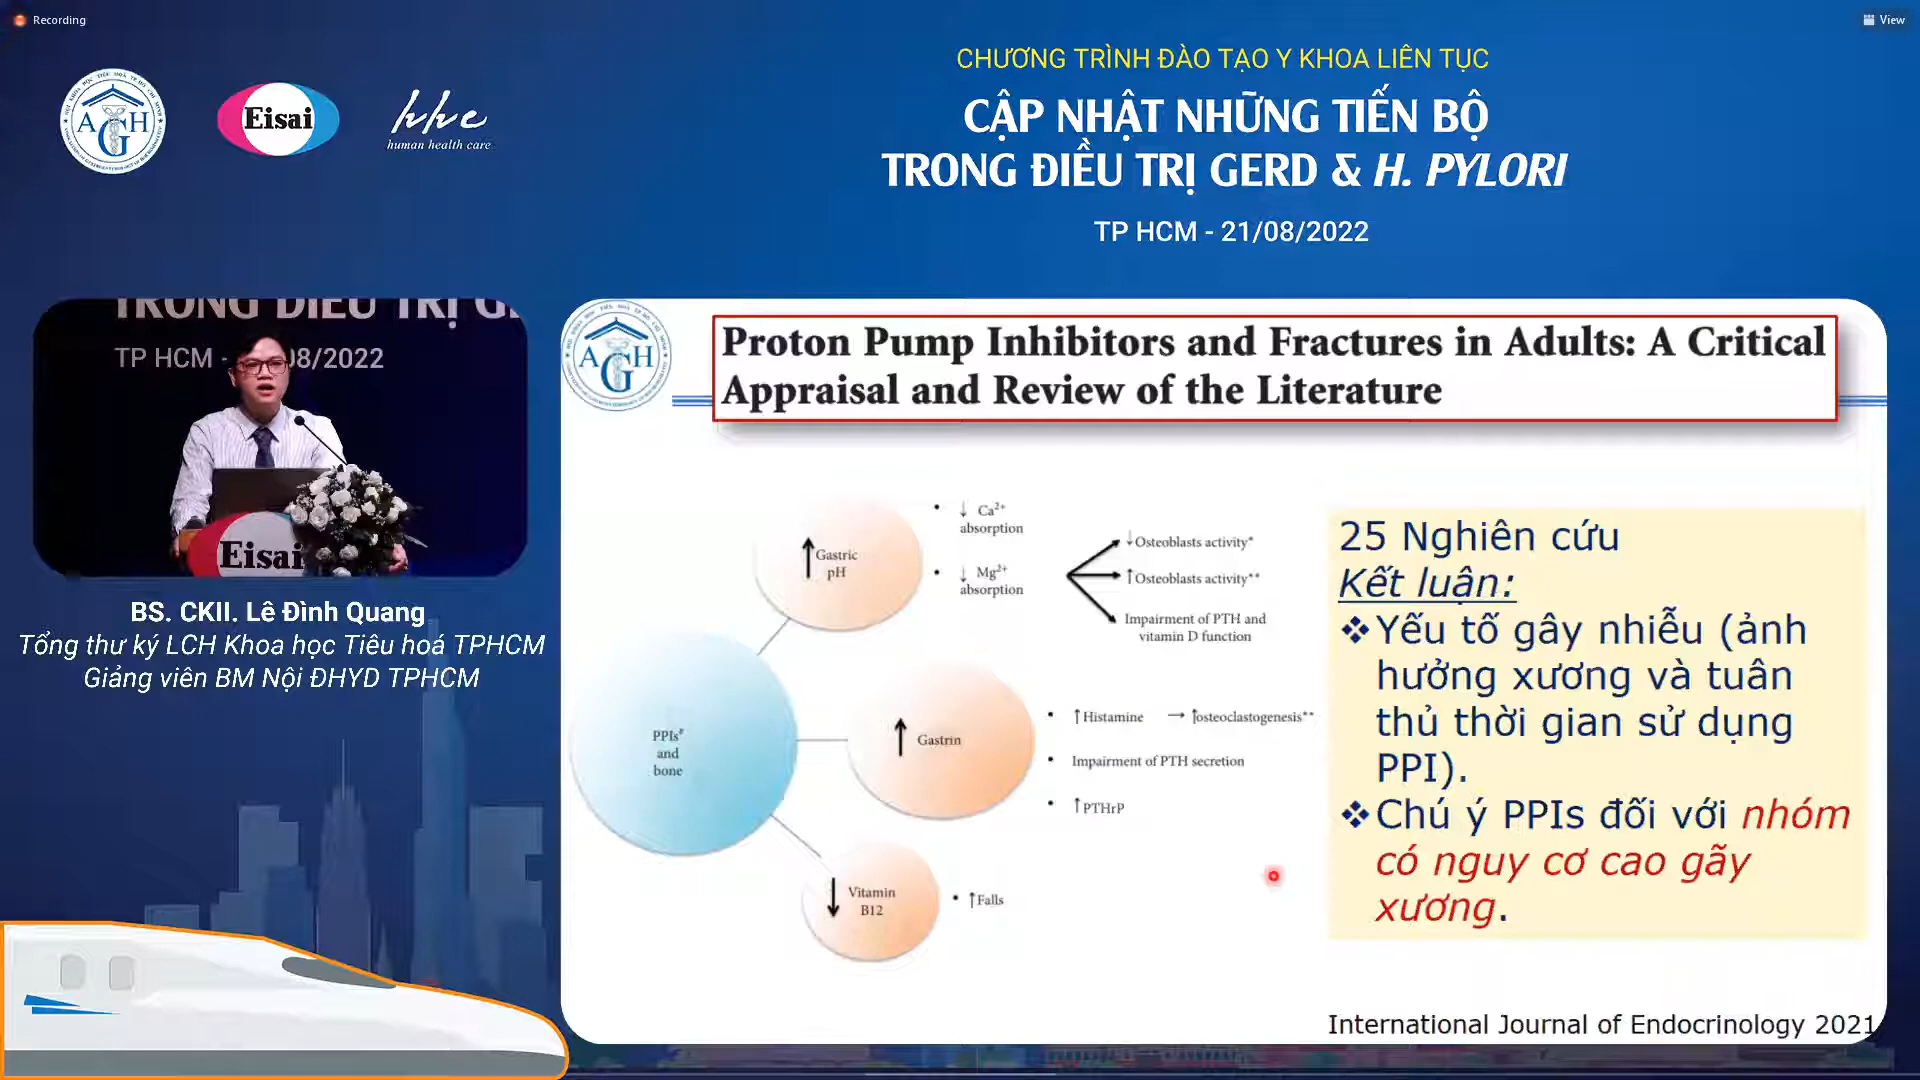 Recording
View
AGH
Eisai
hhc
human health care
CHƯƠNG TRÌNH ĐÀO TẠO Y KHOA LIÊN TỤC
CẬP NHẬT NHỮNG TIẾN BỘ
TRONG ĐIỀU TRỊ GERD & H. PYLORI
TP HCM - 21/08/2022
TRONG ĐIỀU TRỊ G
TP HCM - 08/2022
Eisai
BS. CKII. Lê Đình Quang
Tổng thư ký LCH Khoa học Tiêu hoá TPHCM
Giảng viên BM Nội ĐHYD TPHCM
AGH
Proton Pump Inhibitors and Fractures in Adults: A Critical
Appraisal and Review of the Literature
PPIs#
and
bone
↑ Gastric
pH
• ↓ Ca2+
absorption
• ↓ Mg2+
absorption
↓Osteoblasts activity*
↑Osteoblasts activity**
Impairment of PTH and
vitamin D function
↑ Gastrin
• ↑Histamine → ↑osteoclastogenesis**
• Impairment of PTH secretion
• ↑PTHrP
↓ Vitamin
B12
• ↑Falls
25 Nghiên cứu
Kết luận:
❖Yếu tố gây nhiễu (ảnh
hưởng xương và tuân
thủ thời gian sử dụng
PPI).
❖Chú ý PPIs đối với nhóm
có nguy cơ cao gãy
xương.
International Journal of Endocrinology 2021